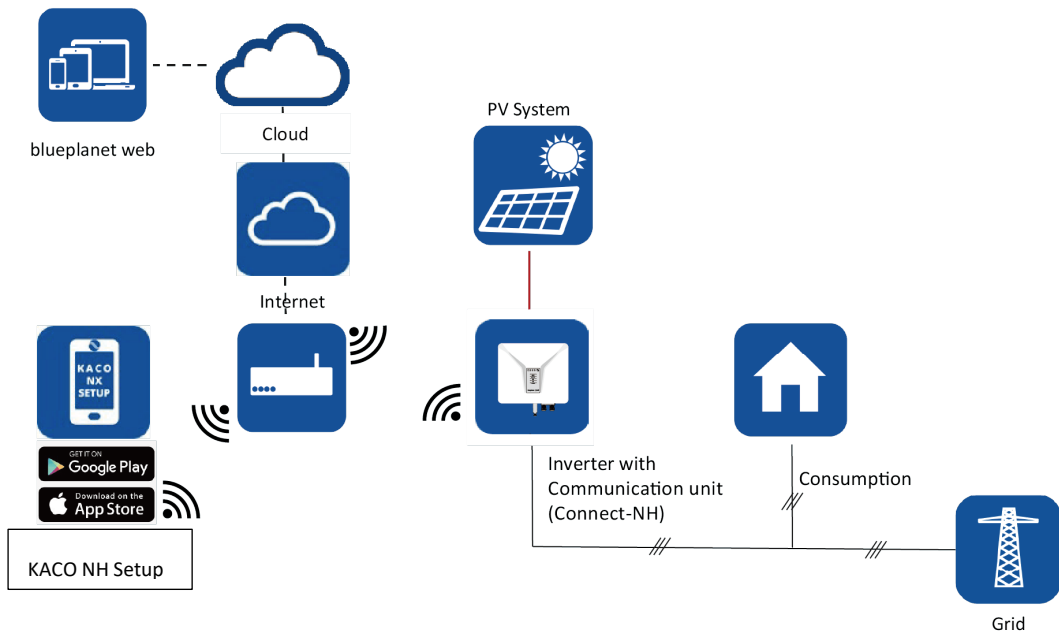 PV System
Cloud
blueplanet web
Internet
KACO
NX
SETUP
GET IT ON
Google Play
Download on the
App Store
KACO NH Setup
Inverter with
Communication unit
(Connect-NH)
Consumption
Grid